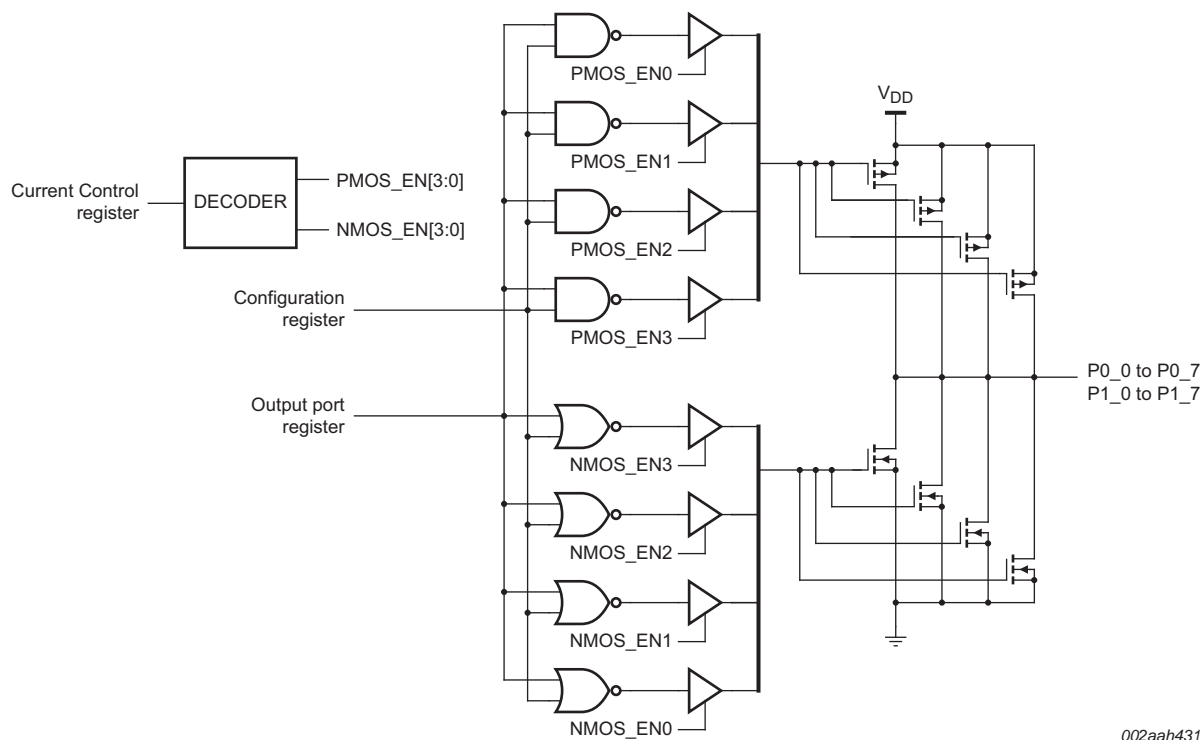 PMOS_EN0
V_DD
PMOS_EN1
Current Control
register
DECODER
PMOS_EN[3:0]
NMOS_EN[3:0]
PMOS_EN2
Configuration
register
PMOS_EN3
P0_0 to P0_7
P1_0 to P1_7
Output port
register
NMOS_EN3
NMOS_EN2
NMOS_EN1
NMOS_EN0
002aah431